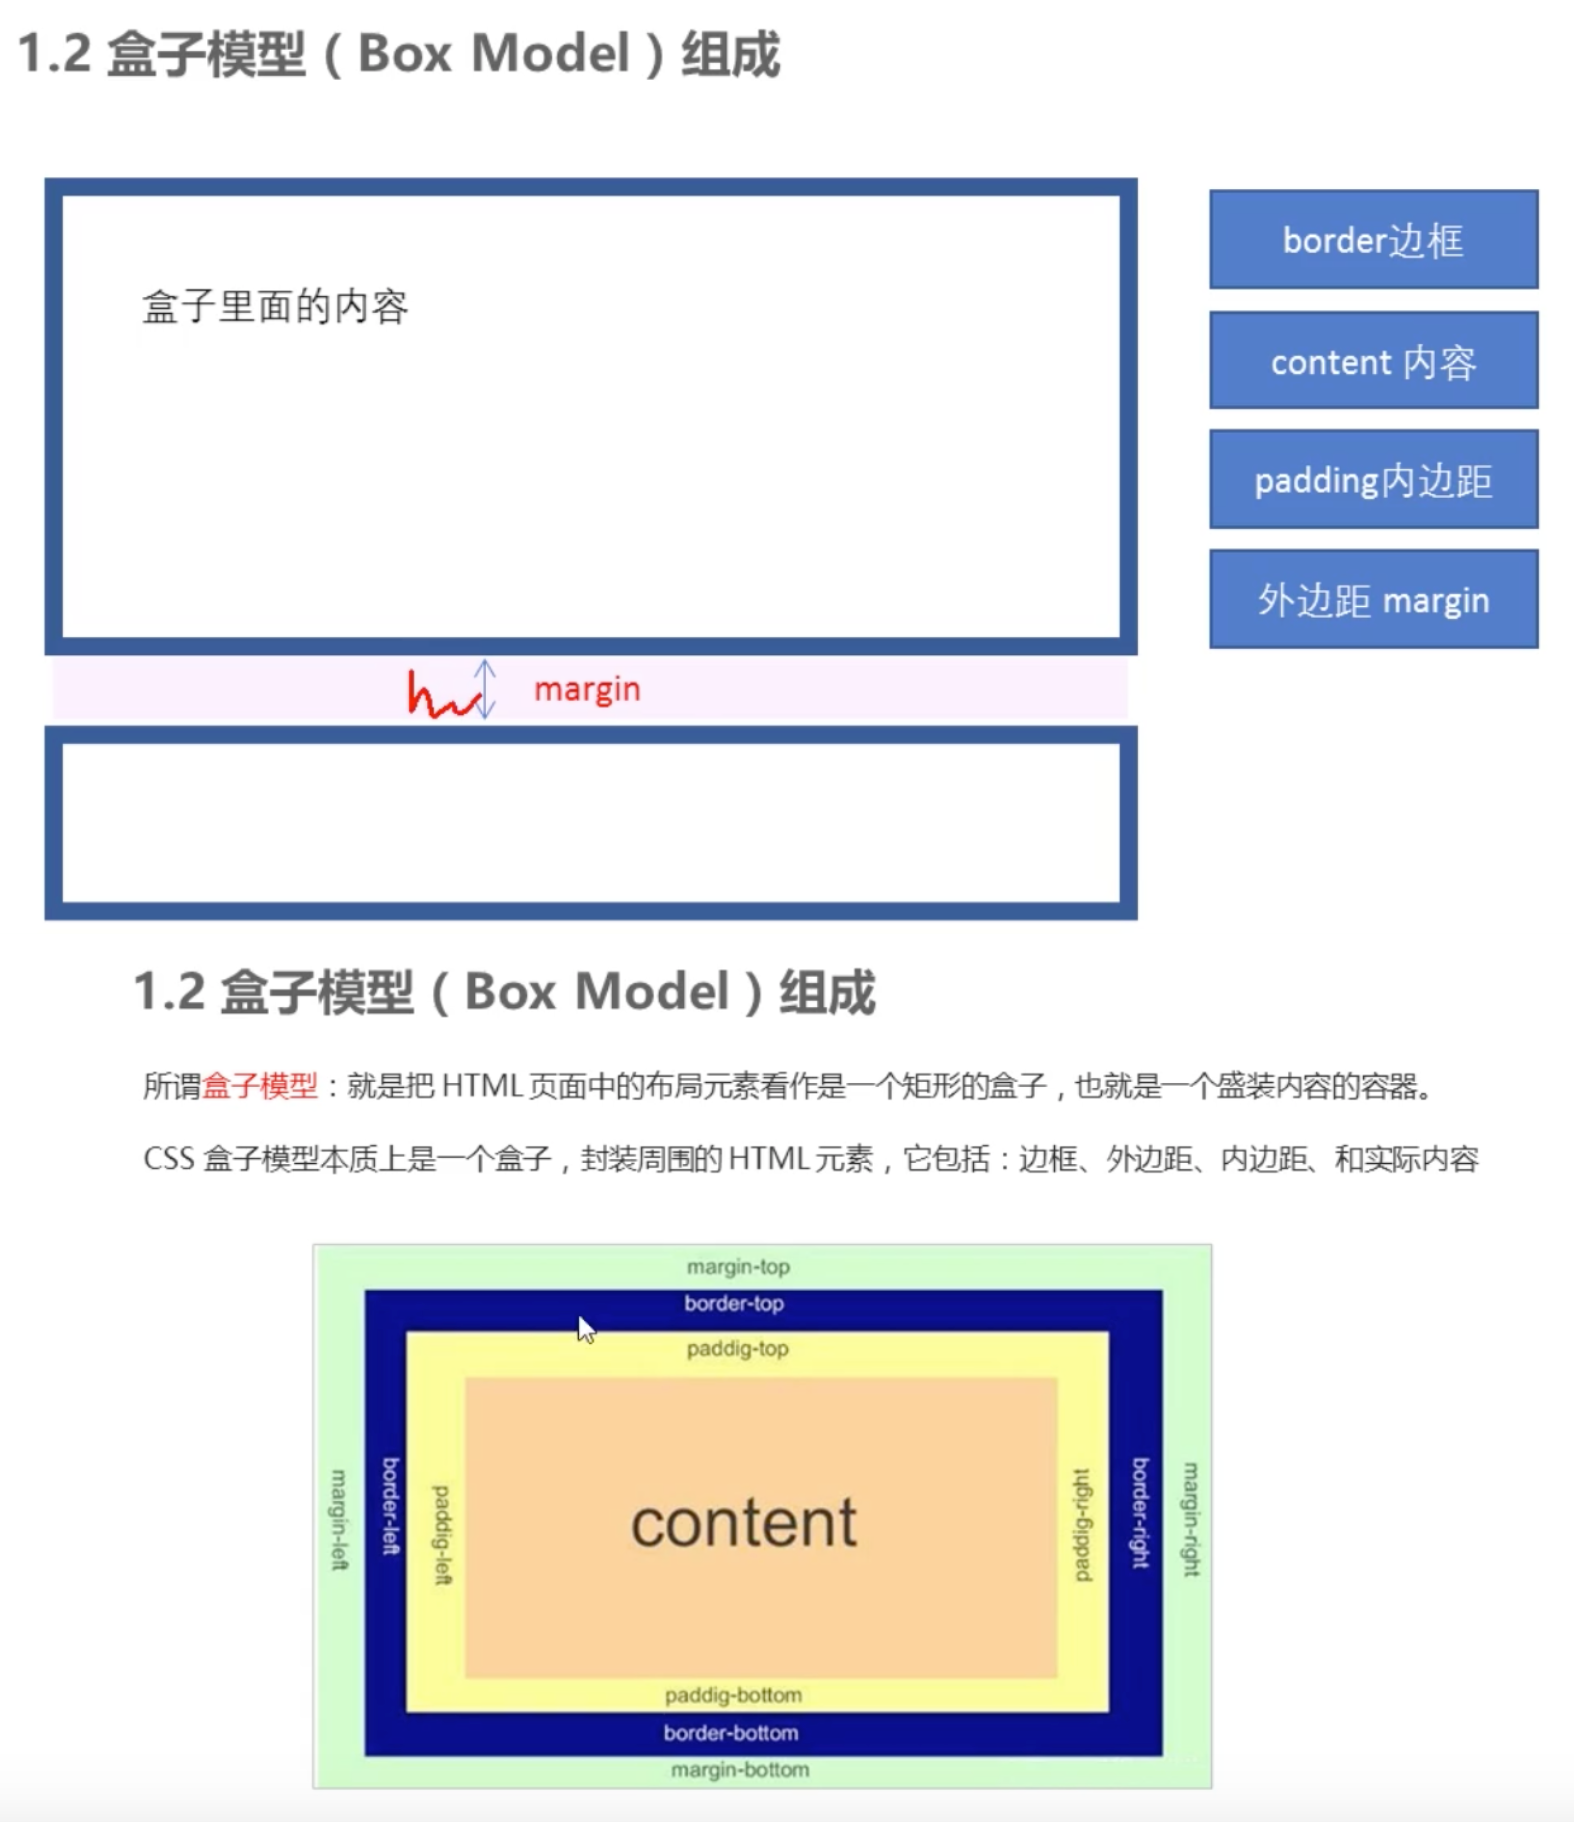 1.2 盒子模型（Box Model）组成
border边框
盒子里面的内容
content 内容
padding内边距
外边距 margin
margin
1.2 盒子模型（Box Model）组成
所谓盒子模型：就是把 HTML 页面中的布局元素看作是一个矩形的盒子，也就是一个盛装内容的容器。
CSS 盒子模型本质上是一个盒子，封装周围的 HTML 元素，它包括：边框、外边距、内边距、和实际内容
margin-top
border-top
paddig-top
margin-left
border-left
paddig-left
content
paddig-right
border-right
margin-right
paddig-bottom
border-bottom
margin-bottom